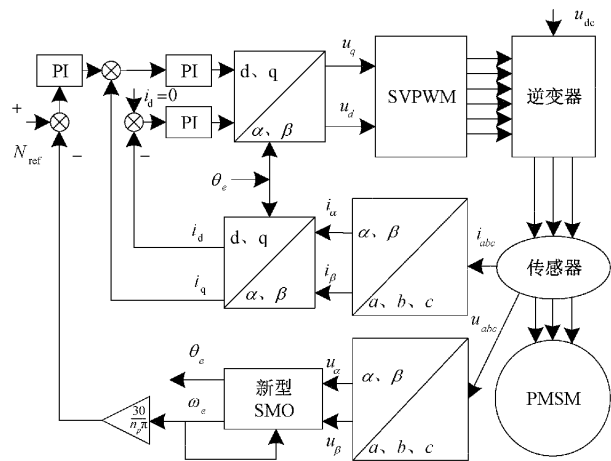 u_dc
PI
PI
d、q
u_q
SVPWM
逆变器
i_d=0
+
PI
u_d
α、β
N_ref
−
−
θ_e
i_α
i_d
d、q
α、β
i_abc
传感器
i_q
α、β
i_β
a、b、c
u_abc
θ_e
u_α
新型
SMO
α、β
PMSM
ω_e
30
n_pπ
u_β
a、b、c